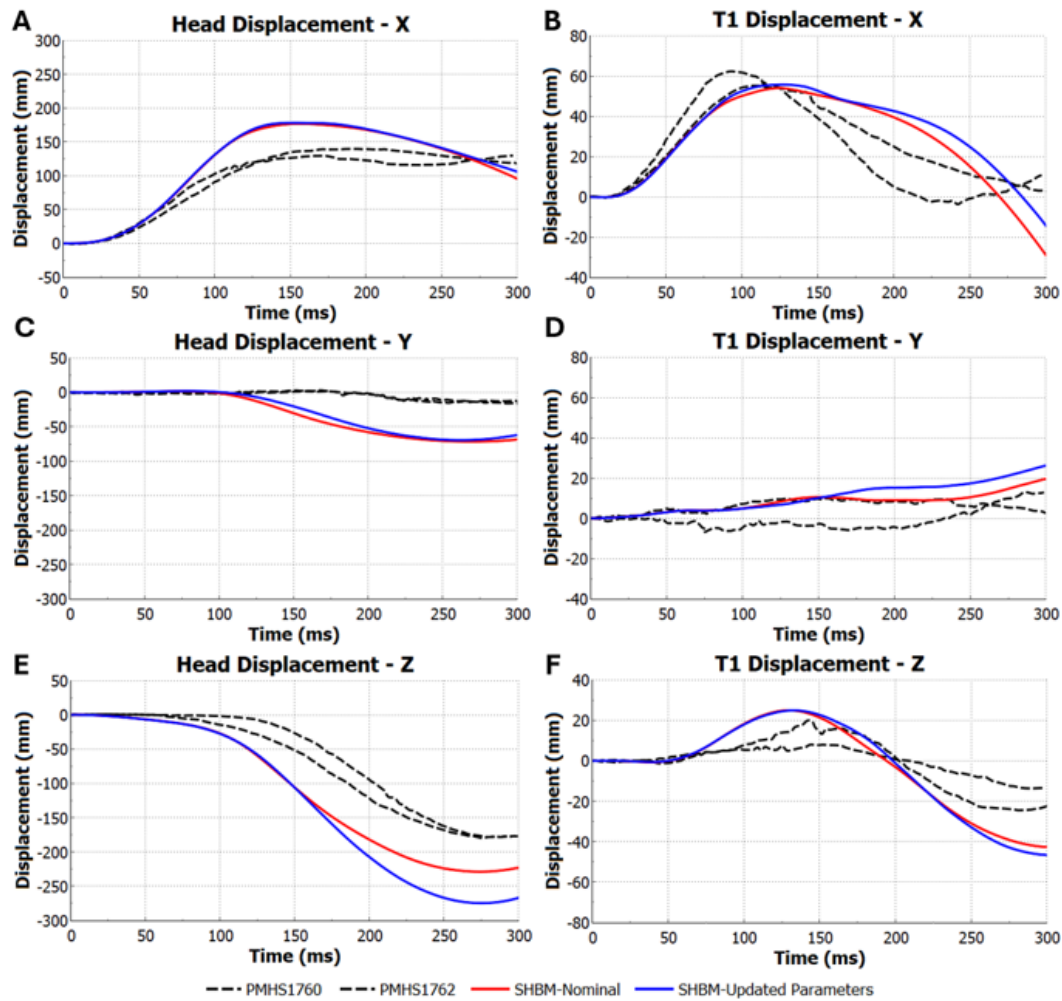 A
Head Displacement - X
Displacement (mm)
300
250
200
150
100
50
0
-50
0 50 100 150 200 250 300
Time (ms)
B
T1 Displacement - X
Displacement (mm)
80
60
40
20
0
-20
-40
0 50 100 150 200 250 300
Time (ms)
C
Head Displacement - Y
Displacement (mm)
50
0
-50
-100
-150
-200
-250
-300
0 50 100 150 200 250 300
Time (ms)
D
T1 Displacement - Y
Displacement (mm)
80
60
40
20
0
-20
-40
0 50 100 150 200 250 300
Time (ms)
E
Head Displacement - Z
Displacement (mm)
50
0
-50
-100
-150
-200
-250
-300
0 50 100 150 200 250 300
Time (ms)
F
T1 Displacement - Z
Displacement (mm)
40
20
0
-20
-40
-60
-80
0 50 100 150 200 250 300
Time (ms)
PMHS1760 PMHS1762 SHBM-Nominal SHBM-Updated Parameters